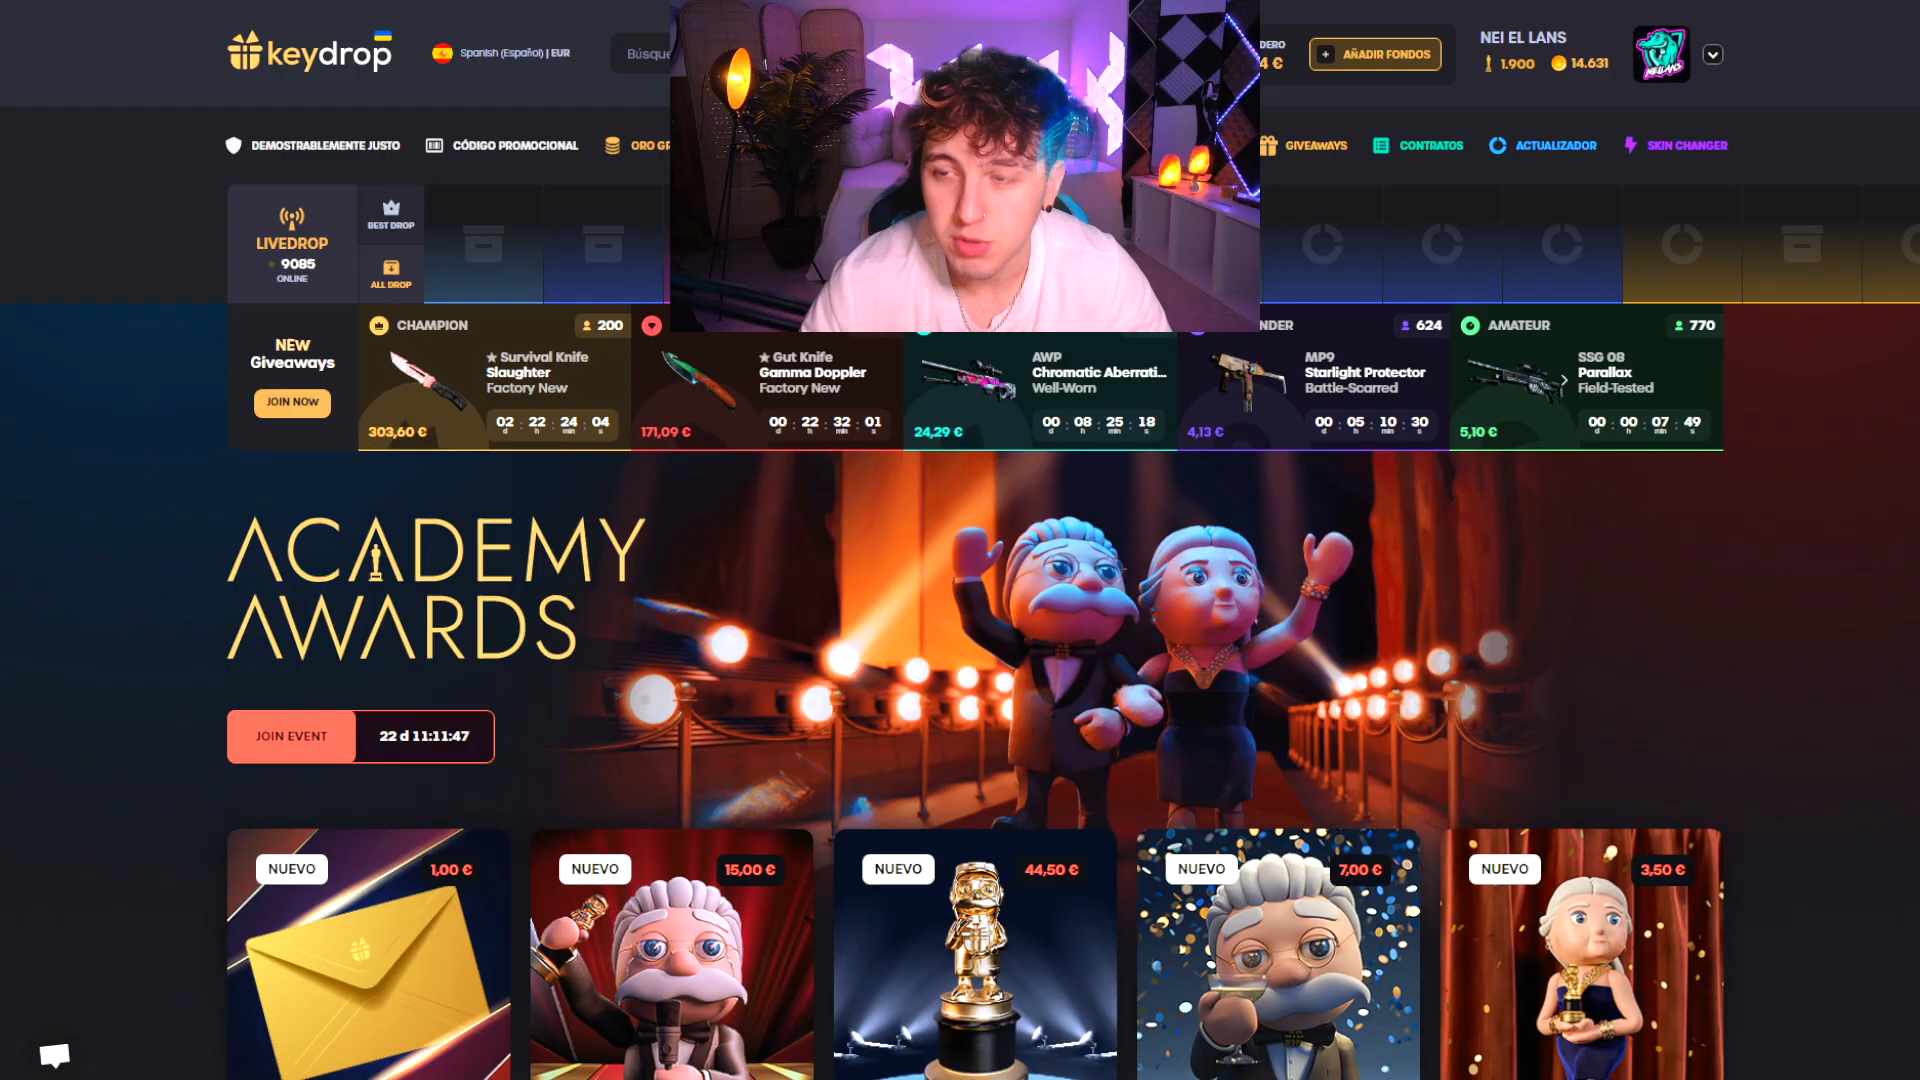 keydrop
Spanish (Español) | EUR
NEI EL LANS
AÑADIR FONDOS
1.900
14.631
NEILANS
DEMOSTRABLEMENTE JUSTO
CÓDIGO PROMOCIONAL
GIVEAWAYS
CONTRATOS
ACTUALIZADOR
SKIN CHANGER
LIVEDROP
9085
ONLINE
BEST DROP
ALL DROP
NEW
Giveaways
JOIN NOW
CHAMPION
200
★ Survival Knife
Slaughter
Factory New
303,60 €
02 d : 22 h : 24 min : 04 s
★ Gut Knife
Gamma Doppler
Factory New
171,09 €
00 d : 22 h : 32 min : 01 s
AWP
Chromatic Aberrati...
Well-Worn
24,29 €
00 d : 08 h : 25 min : 18 s
624
MP9
Starlight Protector
Battle-Scarred
4,13 €
00 d : 05 h : 10 min : 30 s
AMATEUR
770
SSG 08
Parallax
Field-Tested
5,10 €
00 d : 00 h : 07 min : 49 s
ACADEMY
AWARDS
JOIN EVENT
22 d 11:11:47
NUEVO
1,00 €
NUEVO
15,00 €
NUEVO
44,50 €
NUEVO
7,00 €
NUEVO
3,50 €